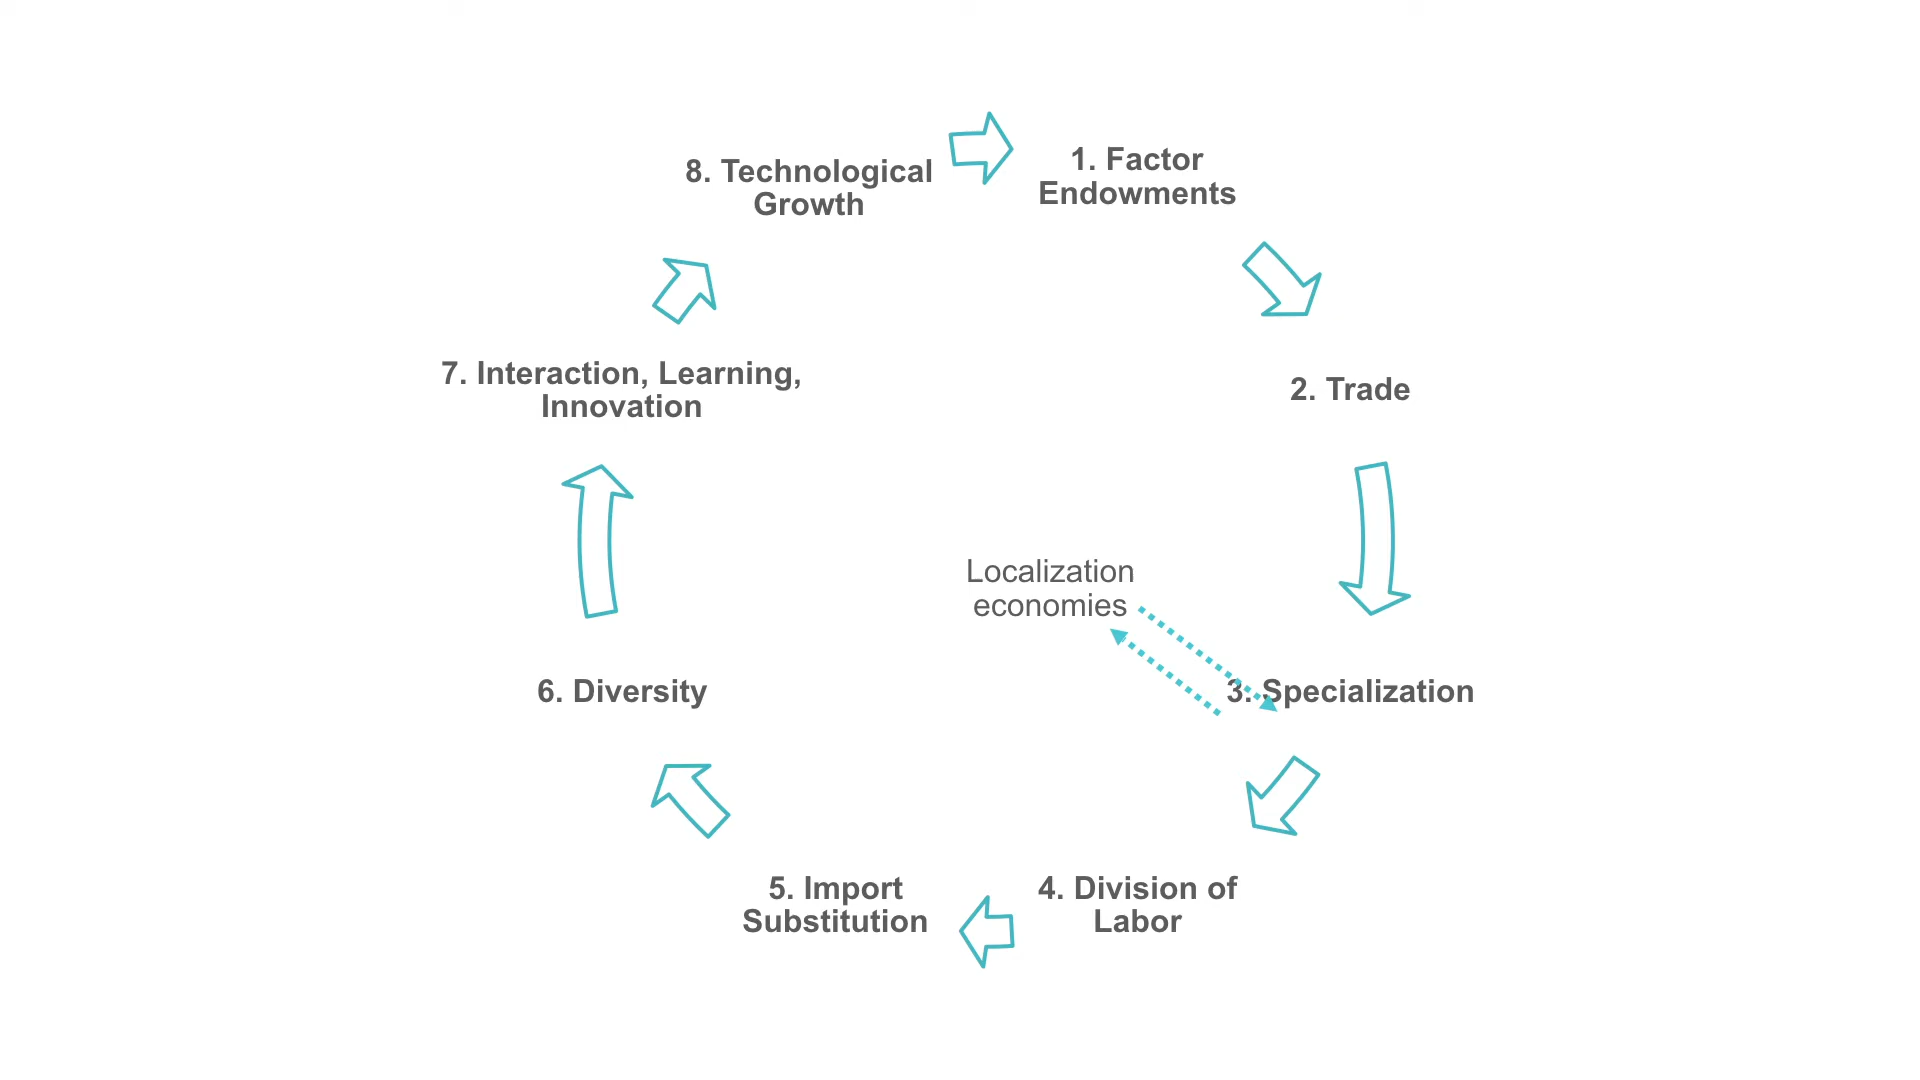 1. Factor
Endowments
2. Trade
3. Specialization
4. Division of
Labor
5. Import
Substitution
6. Diversity
7. Interaction, Learning,
Innovation
8. Technological
Growth
Localization
economies